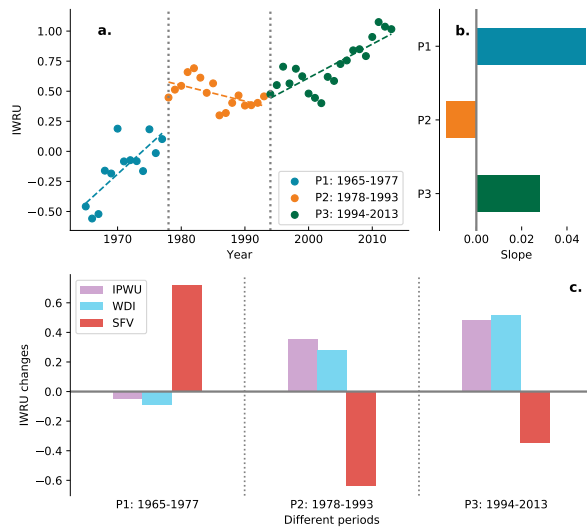 a.
1.00
0.75
0.50
0.25
0.00
−0.25
−0.50
IWRU
P1: 1965-1977
P2: 1978-1993
P3: 1994-2013
1970
1980
1990
2000
2010
Year
b.
P1
P2
P3
0.00
0.02
0.04
Slope
c.
IPWU
WDI
SFV
0.6
0.4
0.2
0.0
−0.2
−0.4
−0.6
IWRU changes
P1: 1965-1977
P2: 1978-1993
P3: 1994-2013
Different periods